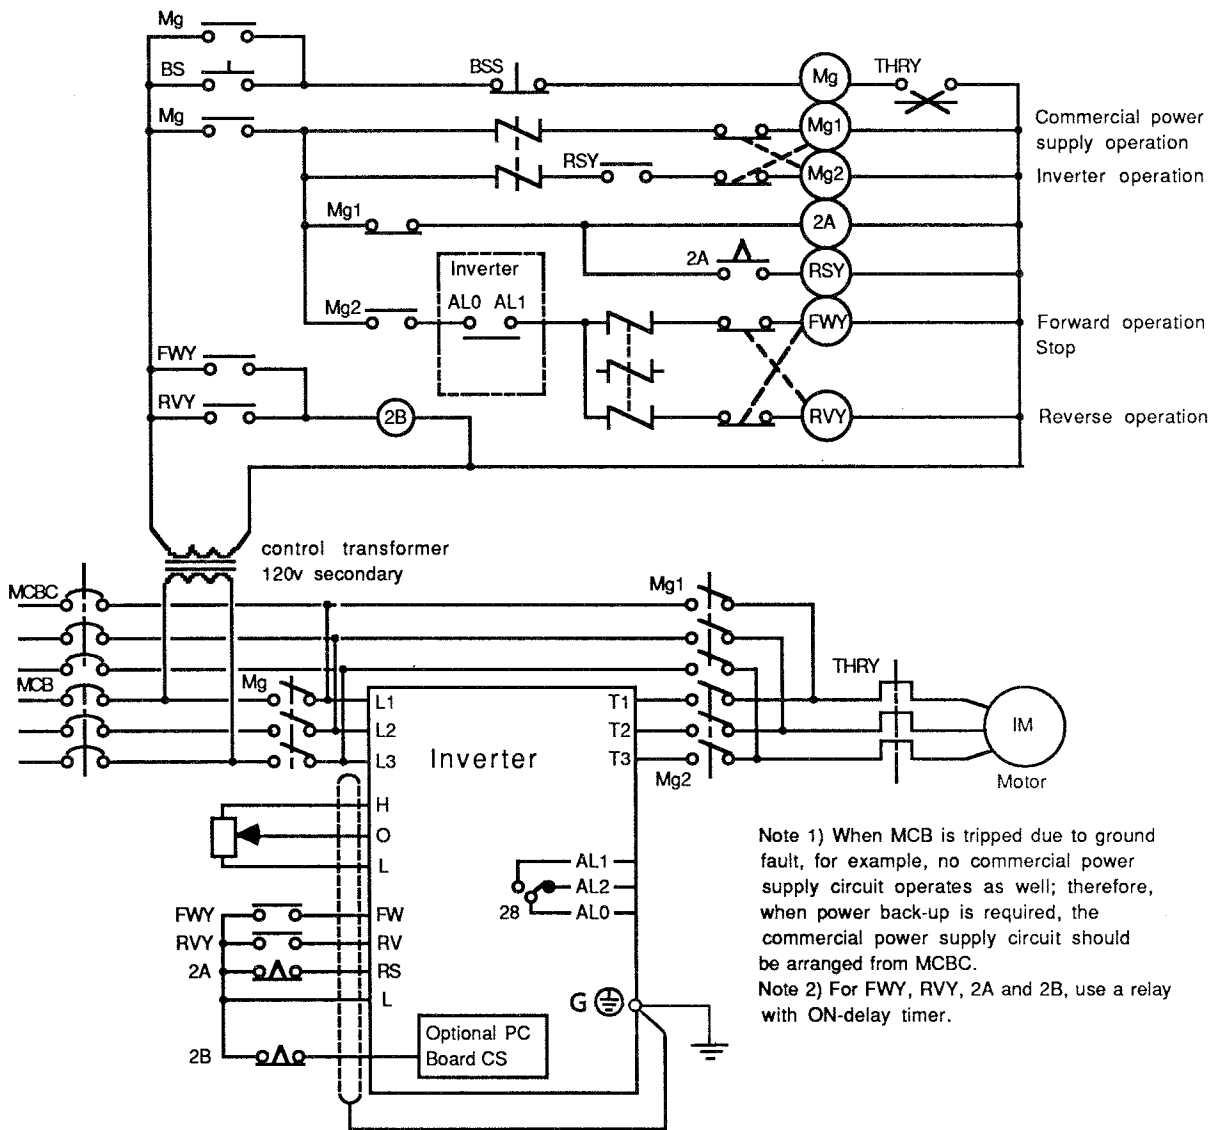 Mg
BS
BSS
Mg
THRY
Mg
Mg1
Commercial power
supply operation
RSY
Mg2
Inverter operation
Mg1
2A
2A
RSY
Inverter
AL0 AL1
Mg2
FWY
Forward operation
Stop
FWY
RVY
2B
RVY
Reverse operation
control transformer
120v secondary
MCBC
Mg1
MCB
Mg
THRY
L1
T1
L2
T2
IM
Inverter
L3
T3
Mg2
Motor
H
O
L
AL1
AL2
28
AL0
FWY
FW
RVY
RV
2A
RS
L
G
2B
Optional PC
Board CS
Note 1) When MCB is tripped due to ground
fault, for example, no commercial power
supply circuit operates as well; therefore,
when power back-up is required, the
commercial power supply circuit should
be arranged from MCBC.
Note 2) For FWY, RVY, 2A and 2B, use a relay
with ON-delay timer.